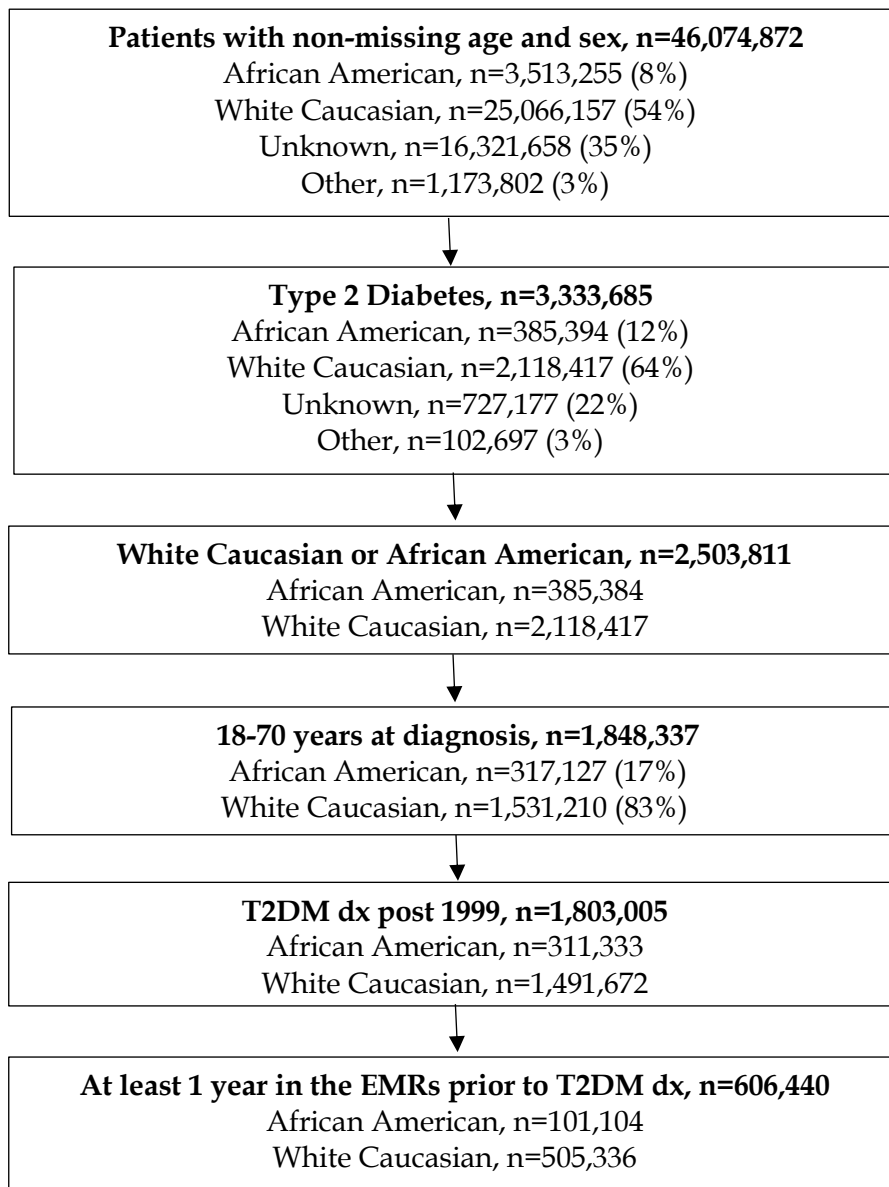 Patients with non-missing age and sex, n=46,074,872
African American, n=3,513,255 (8%)
White Caucasian, n=25,066,157 (54%)
Unknown, n=16,321,658 (35%)
Other, n=1,173,802 (3%)
Type 2 Diabetes, n=3,333,685
African American, n=385,394 (12%)
White Caucasian, n=2,118,417 (64%)
Unknown, n=727,177 (22%)
Other, n=102,697 (3%)
White Caucasian or African American, n=2,503,811
African American, n=385,384
White Caucasian, n=2,118,417
18-70 years at diagnosis, n=1,848,337
African American, n=317,127 (17%)
White Caucasian, n=1,531,210 (83%)
T2DM dx post 1999, n=1,803,005
African American, n=311,333
White Caucasian, n=1,491,672
At least 1 year in the EMRs prior to T2DM dx, n=606,440
African American, n=101,104
White Caucasian, n=505,336